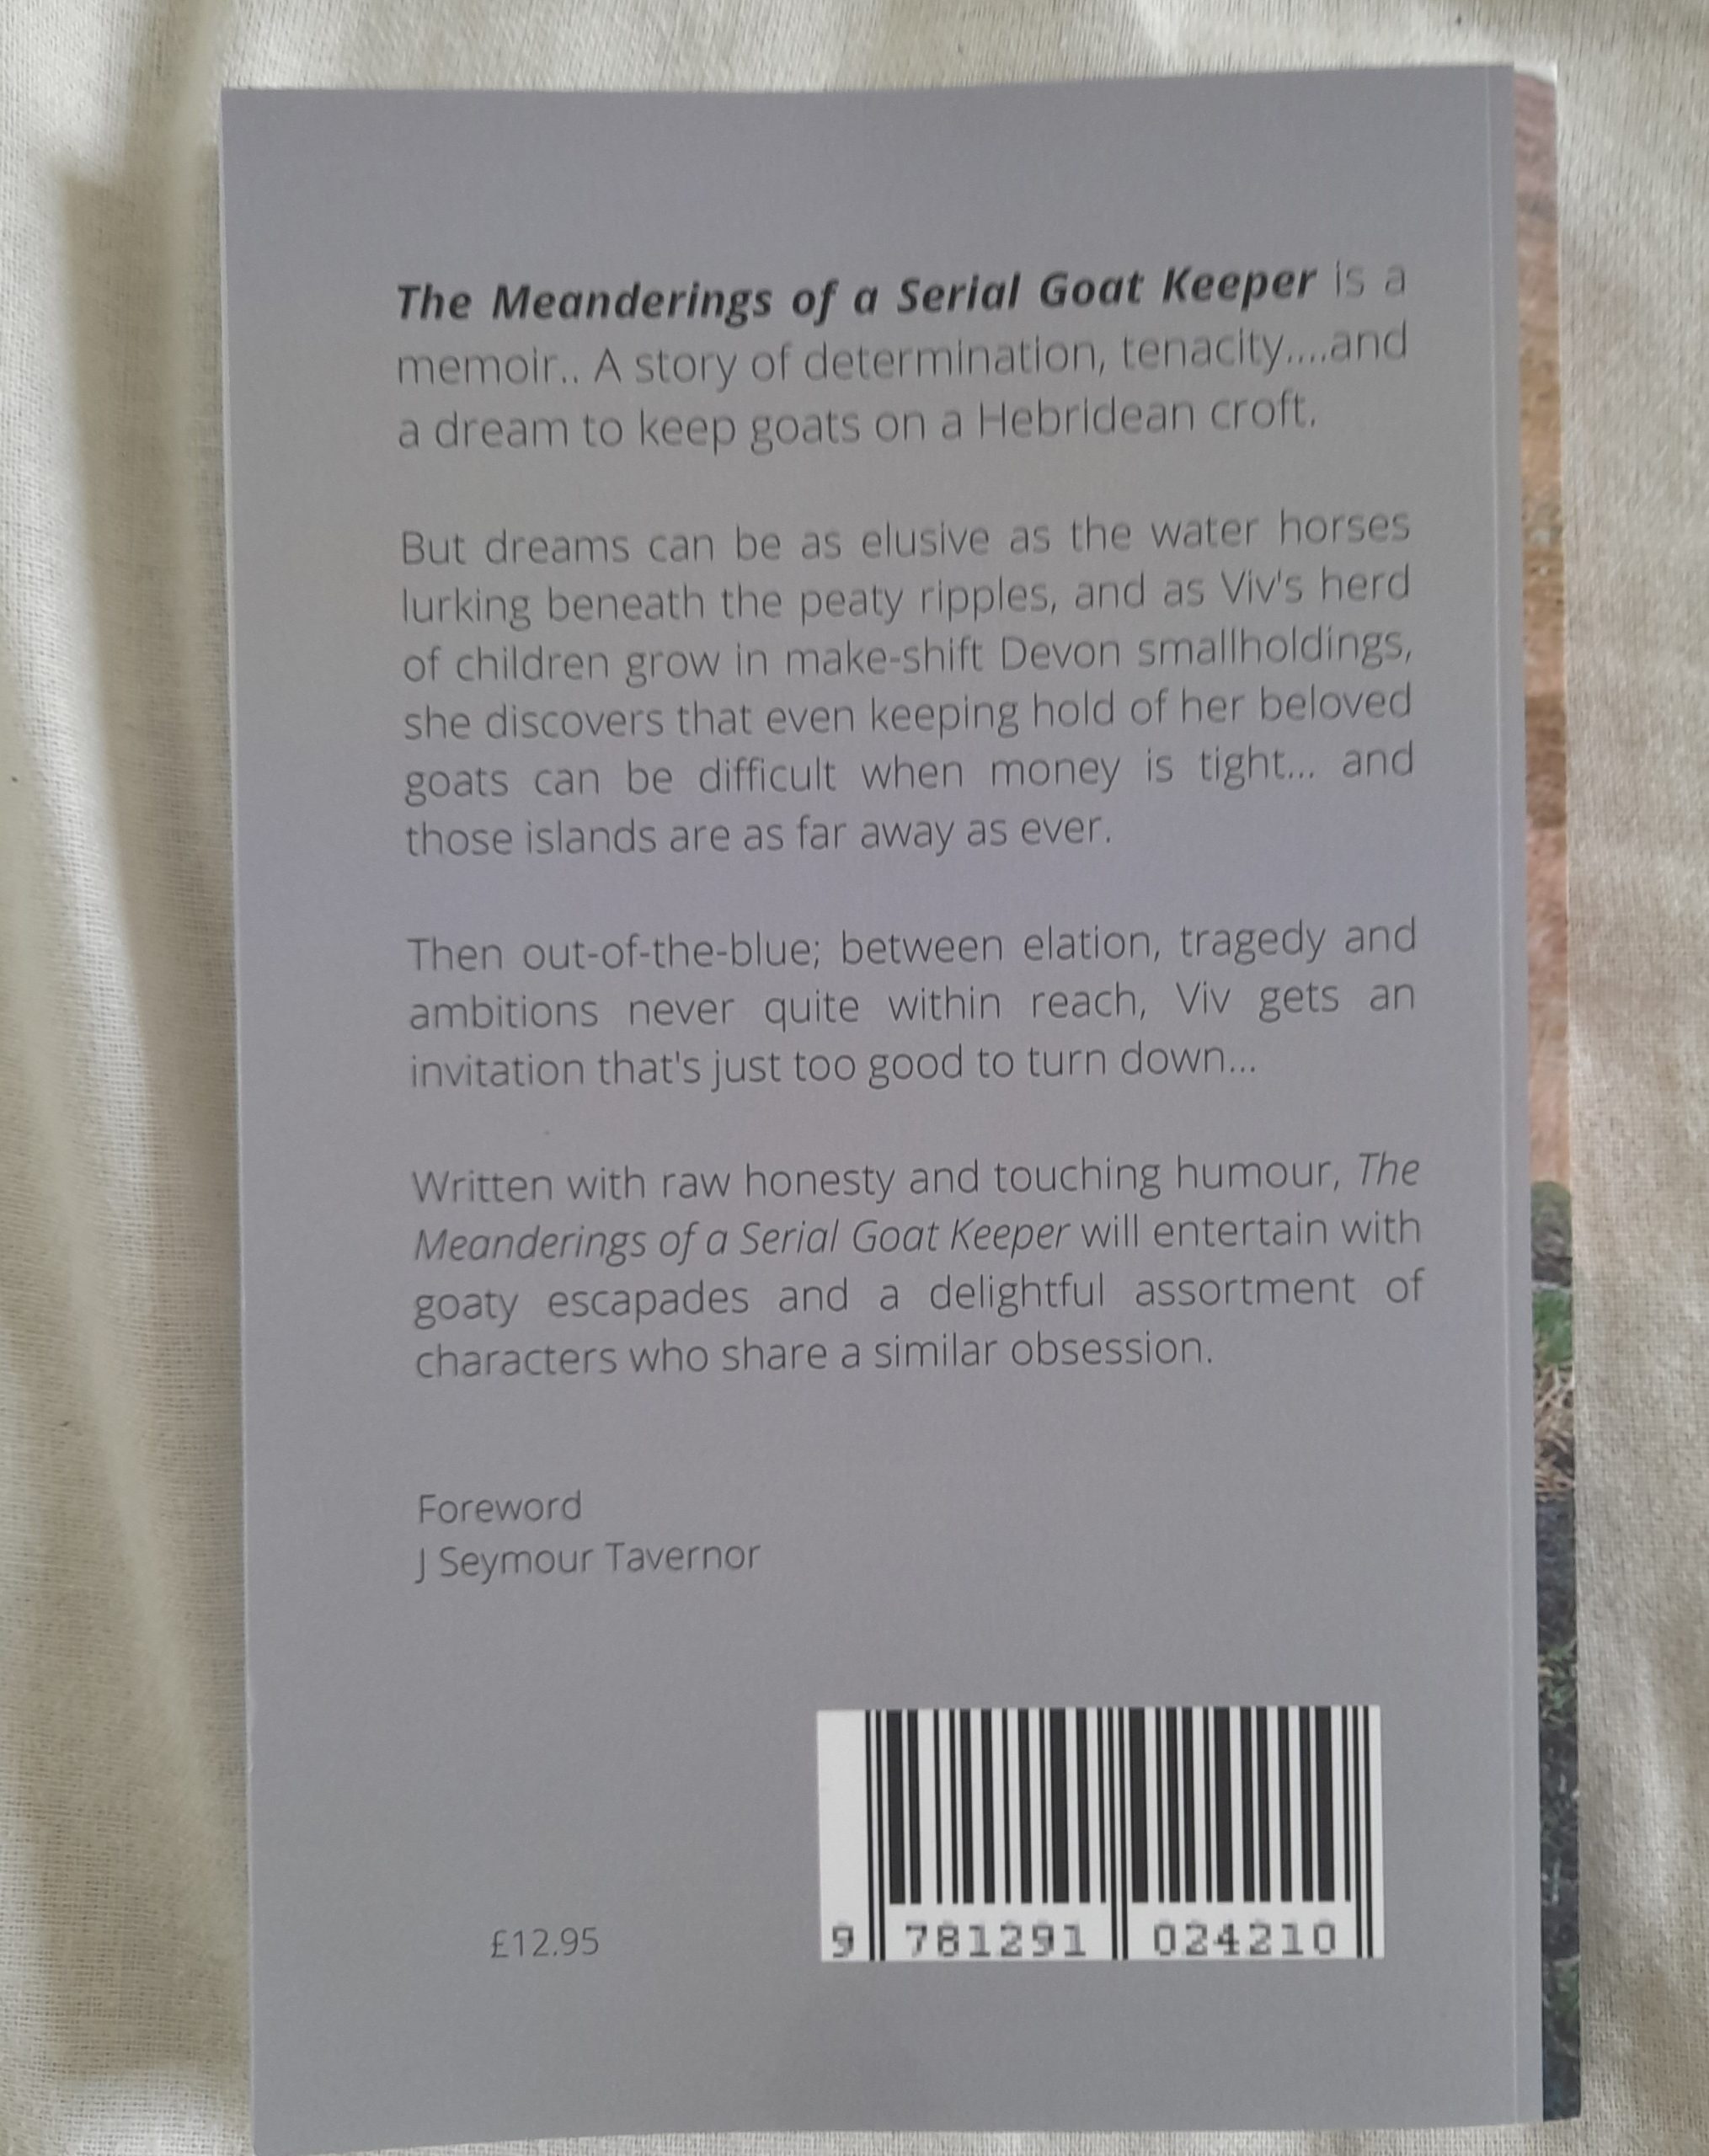 The Meanderings of a Serial Goat Keeper is a
memoir.. A story of determination, tenacity....and
a dream to keep goats on a Hebridean croft.
But dreams can be as elusive as the water horses
lurking beneath the peaty ripples, and as Viv's herd
of children grow in make-shift Devon smallholdings,
she discovers that even keeping hold of her beloved
goats can be difficult when money is tight... and
those islands are as far away as ever.
Then out-of-the-blue; between elation, tragedy and
ambitions never quite within reach, Viv gets an
invitation that's just too good to turn down...
Written with raw honesty and touching humour, The
Meanderings of a Serial Goat Keeper will entertain with
goaty escapades and a delightful assortment of
characters who share a similar obsession.
Foreword
J Seymour Tavernor
£12.95
9 781291 024210